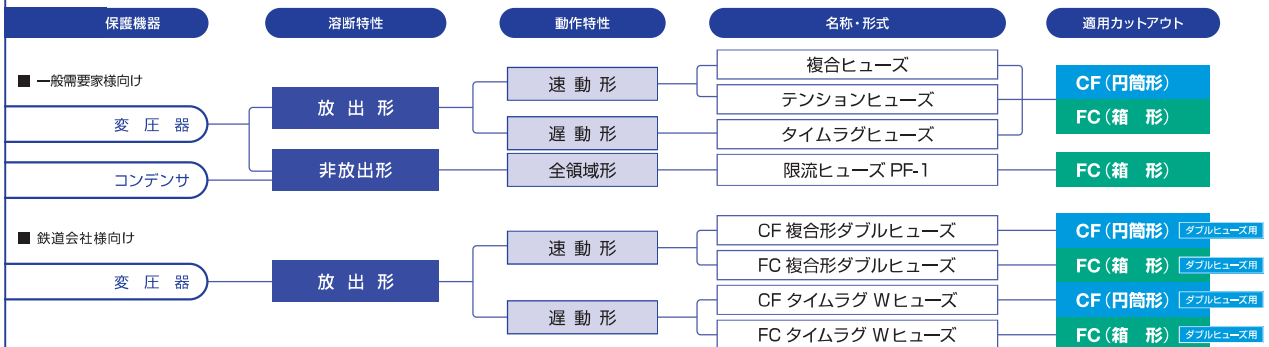 保護機器 溶断特性 動作特性 名称・形式 適用カットアウト
■ 一般需要家様向け
変圧器
コンデンサ
放出形
非放出形
速動形
遅動形
全領域形
複合ヒューズ
テンションヒューズ
タイムラグヒューズ
限流ヒューズ PF-1
CF(円筒形)
FC(箱 形)
FC(箱 形)
■ 鉄道会社様向け
変圧器
放出形
速動形
遅動形
CF 複合形ダブルヒューズ
FC 複合形ダブルヒューズ
CF タイムラグ Wヒューズ
FC タイムラグ Wヒューズ
CF(円筒形) ダブルヒューズ用
FC(箱 形) ダブルヒューズ用
CF(円筒形) ダブルヒューズ用
FC(箱 形) ダブルヒューズ用